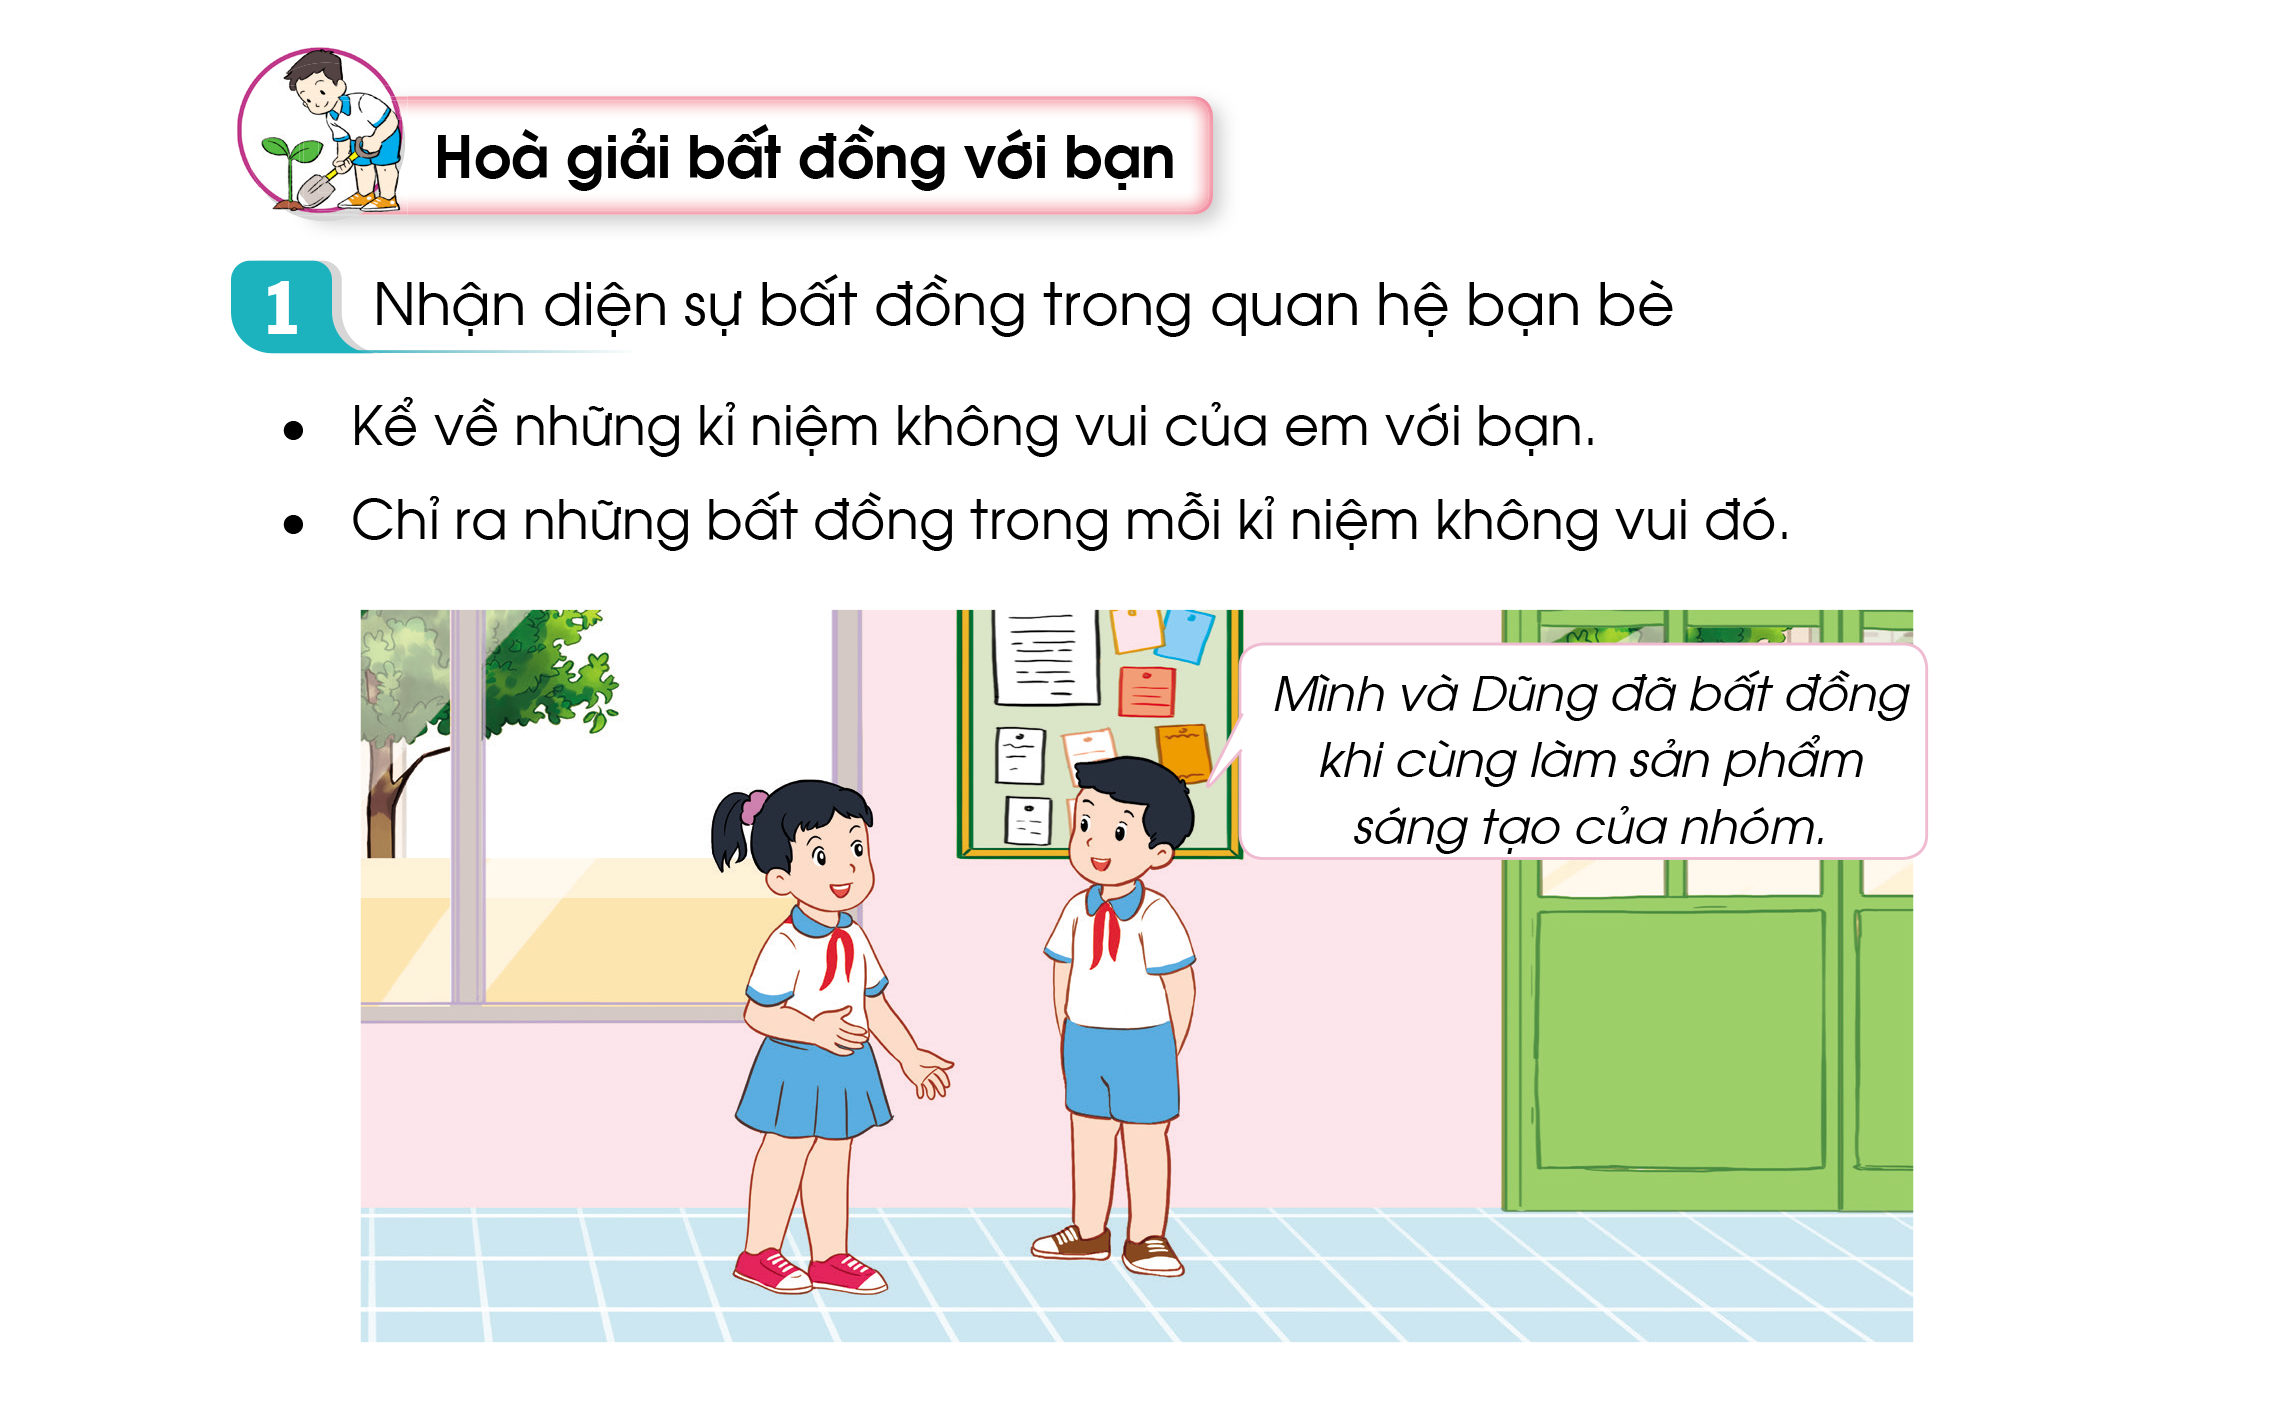 Hoà giải bất đồng với bạn
1 Nhận diện sự bất đồng trong quan hệ bạn bè
• Kể về những kỉ niệm không vui của em với bạn.
• Chỉ ra những bất đồng trong mỗi kỉ niệm không vui đó.
Mình và Dũng đã bất đồng
khi cùng làm sản phẩm
sáng tạo của nhóm.